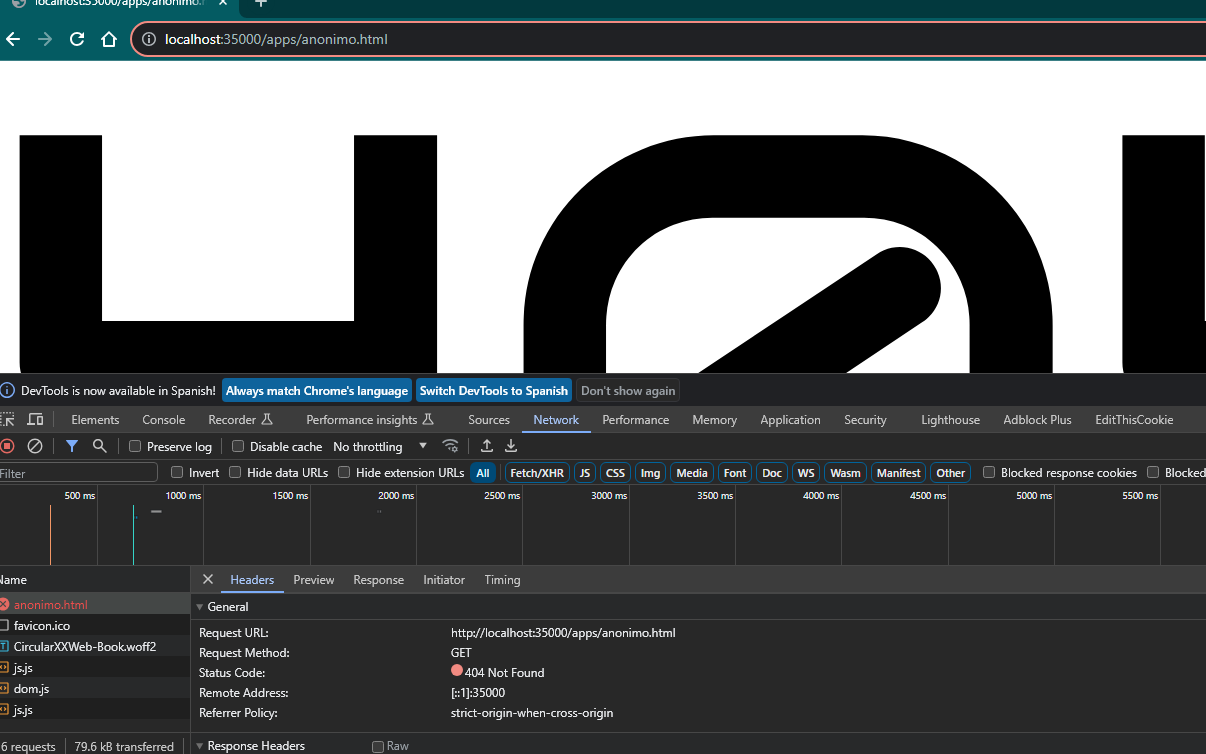 localhost:35000/apps/anonimo.h
localhost:35000/apps/anonimo.html
DevTools is now available in Spanish! Always match Chrome's language Switch DevTools to Spanish Don't show again
Elements Console Recorder Performance insights Sources Network Performance Memory Application Security Lighthouse Adblock Plus EditThisCookie
Preserve log Disable cache No throttling
Filter Invert Hide data URLs Hide extension URLs All Fetch/XHR JS CSS Img Media Font Doc WS Wasm Manifest Other Blocked response cookies Blocked
500 ms 1000 ms 1500 ms 2000 ms 2500 ms 3000 ms 3500 ms 4000 ms 4500 ms 5000 ms 5500 ms
Name Headers Preview Response Initiator Timing
anonimo.html
favicon.ico
CircularXXWeb-Book.woff2
js.js
dom.js
js.js
General
Request URL: http://localhost:35000/apps/anonimo.html
Request Method: GET
Status Code: 404 Not Found
Remote Address: [::1]:35000
Referrer Policy: strict-origin-when-cross-origin
6 requests 79.6 kB transferred Response Headers Raw